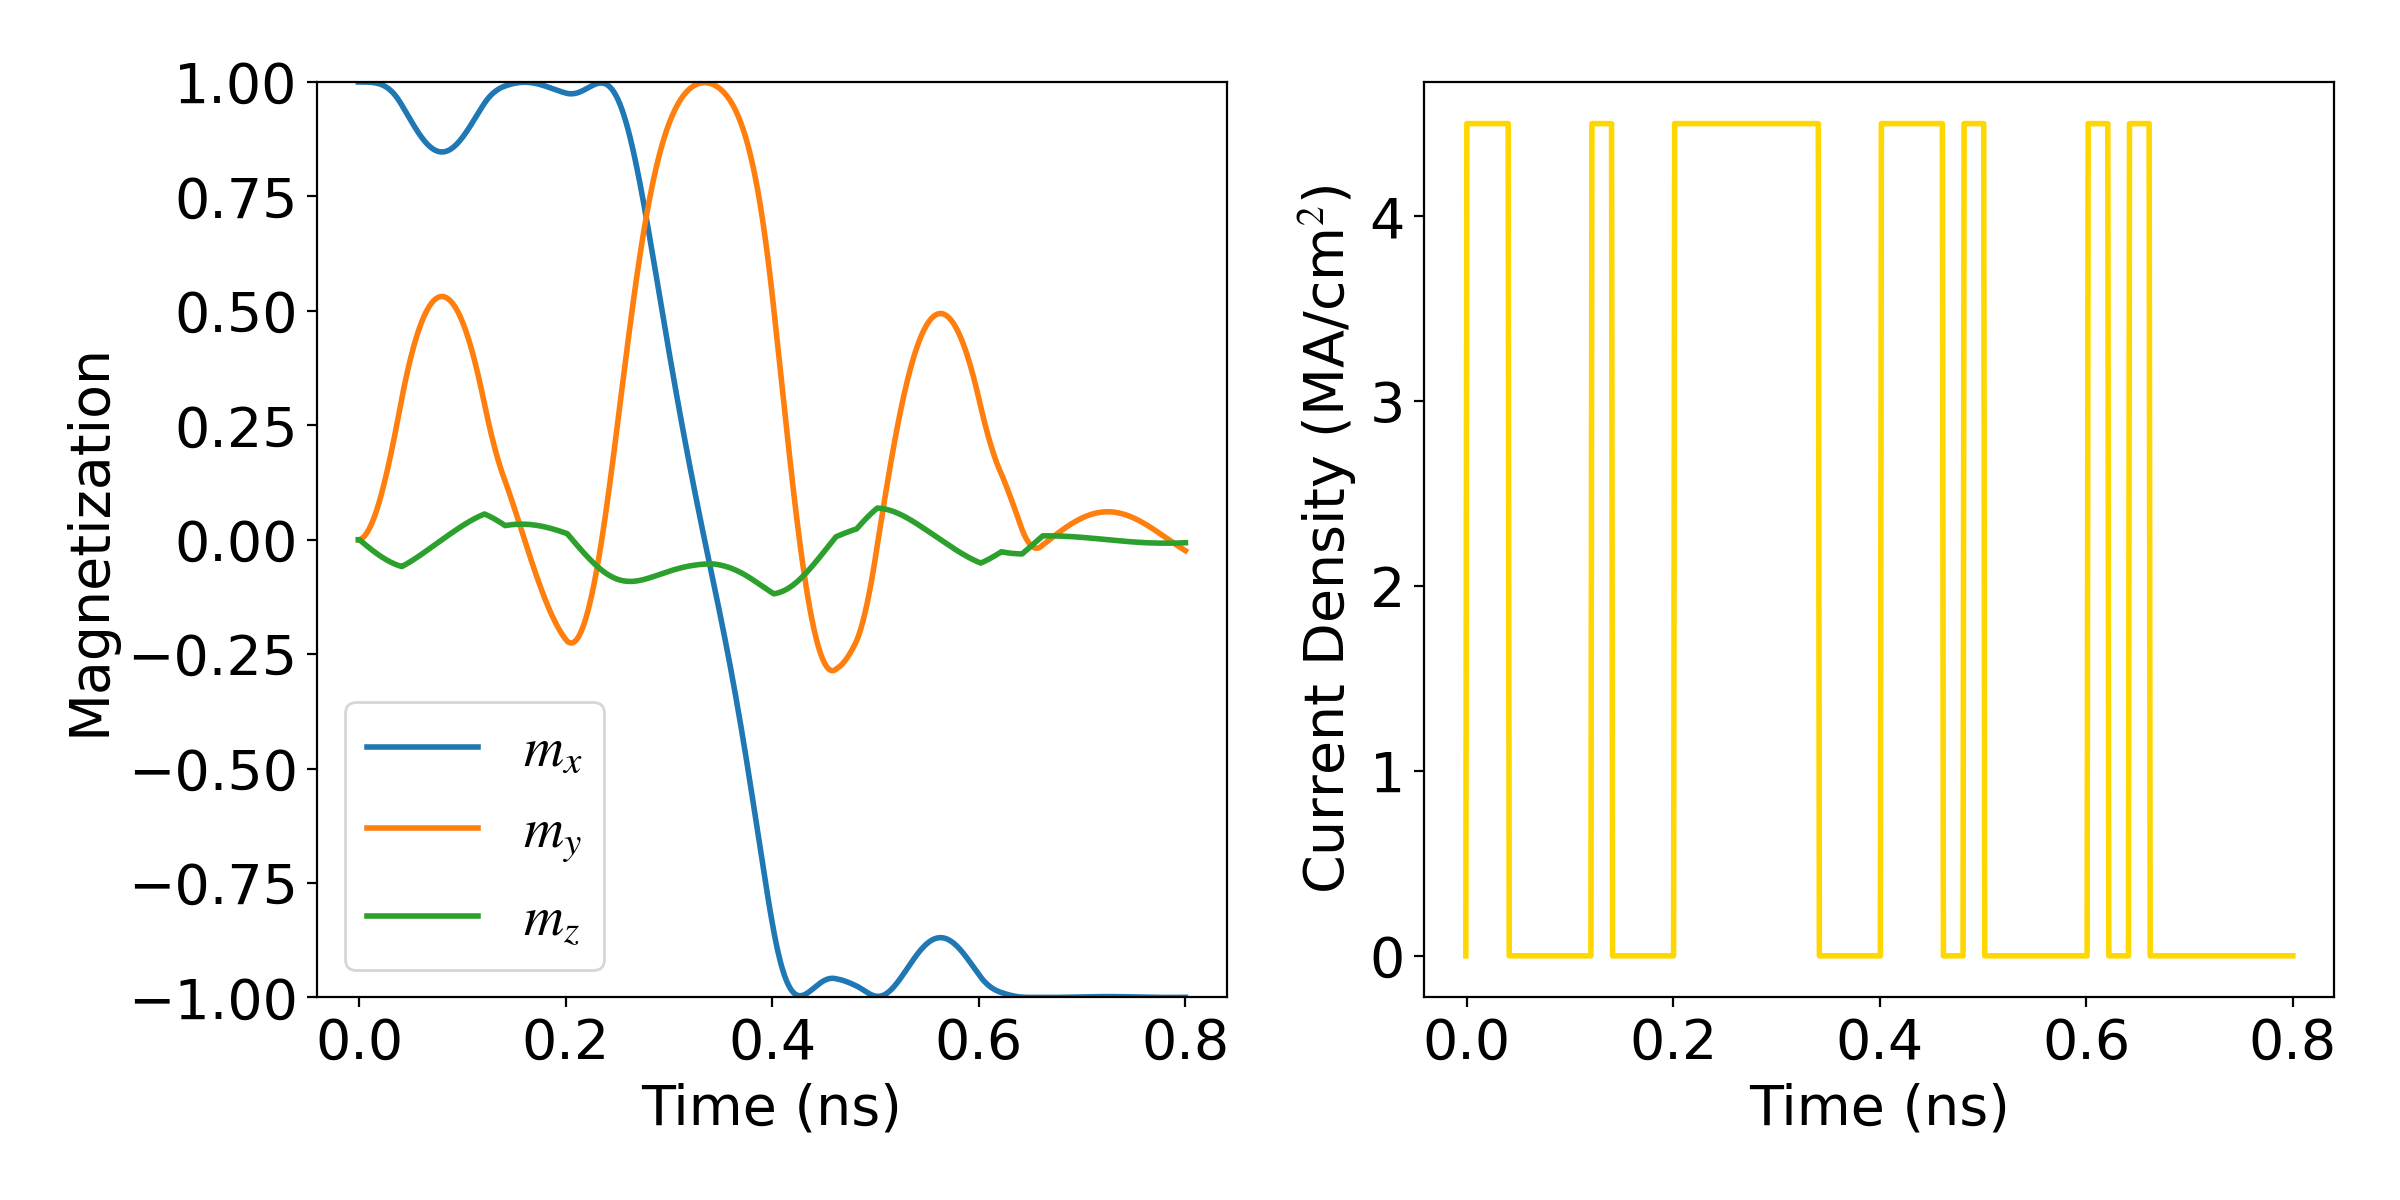 1.00
0.75
0.50
0.25
0.00
−0.25
−0.50
−0.75
−1.00
Magnetization
m_x
m_y
m_z
0.0 0.2 0.4 0.6 0.8
Time (ns)
4
3
2
1
0
Current Density (MA/cm²)
0.0 0.2 0.4 0.6 0.8
Time (ns)